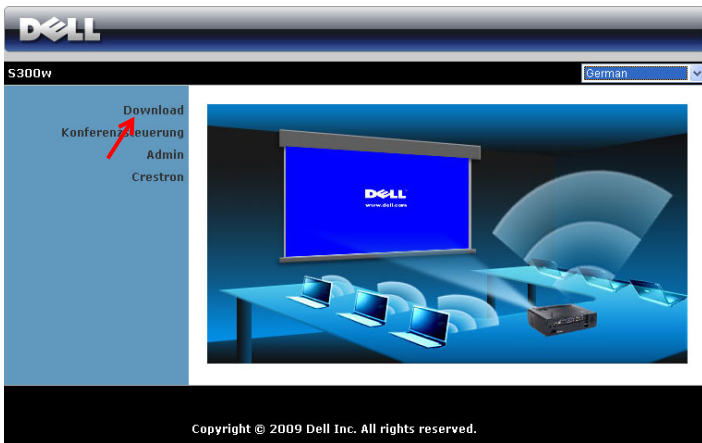 DELL
S300w
German
Download
Konferenzsteuerung
Admin
Crestron
DELL
www.dell.com
Copyright © 2009 Dell Inc. All rights reserved.